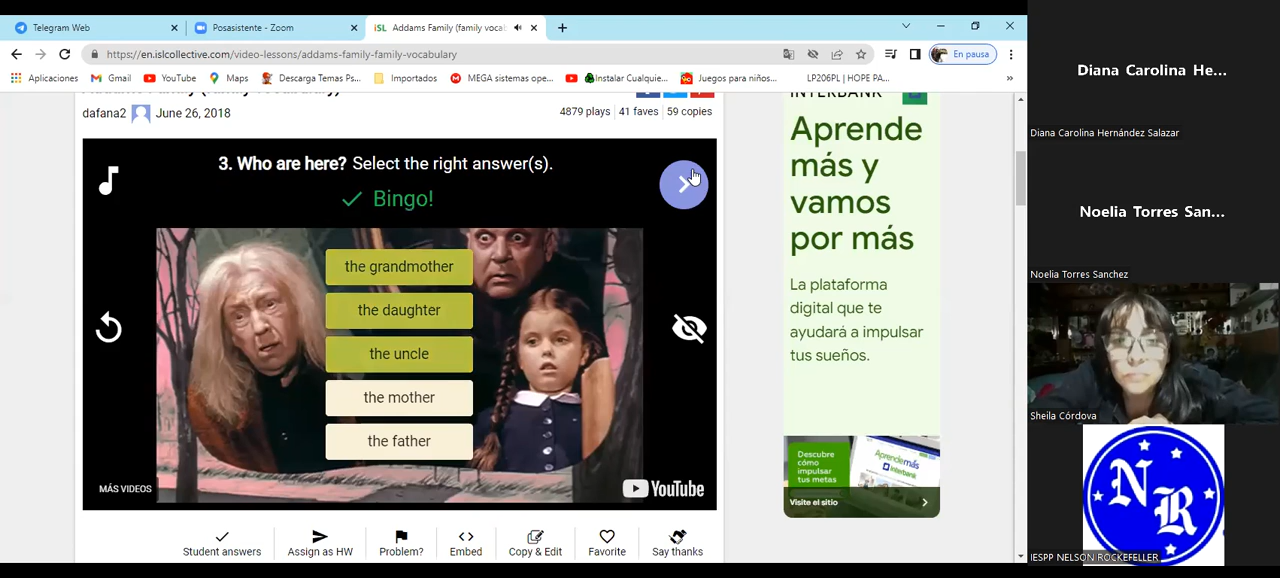 Telegram Web
Posasistente - Zoom
iSL Addams Family (family vocab
https://en.islcollective.com/video-lessons/addams-family-family-vocabulary
En pausa
Aplicaciones
Gmail
YouTube
Maps
Descarga Temas Ps...
Importados
MEGA sistemas ope...
Instalar Cualquie...
Juegos para niños...
LP206PL | HOPE PA...
»
dafana2
June 26, 2018
4879 plays
41 faves
59 copies
3. Who are here? Select the right answer(s).
Bingo!
the grandmother
the daughter
the uncle
the mother
the father
MÁS VIDEOS
YouTube
Student answers
Assign as HW
Problem?
Embed
Copy & Edit
Favorite
Say thanks
INTERBANK
Aprende
más y
vamos
por más
Le plataforma
digital que te
ayudará a impulsar
tus sueños.
Descubre
cómo
impulsar
tus metas
Aprendemás
Interbank
Visite el sitio
Diana Carolina He...
Diana Carolina Hernández Salazar
Noelia Torres San...
Noelia Torres Sanchez
Sheila Córdova
NR
IESPP NELSON ROCKEFELLER